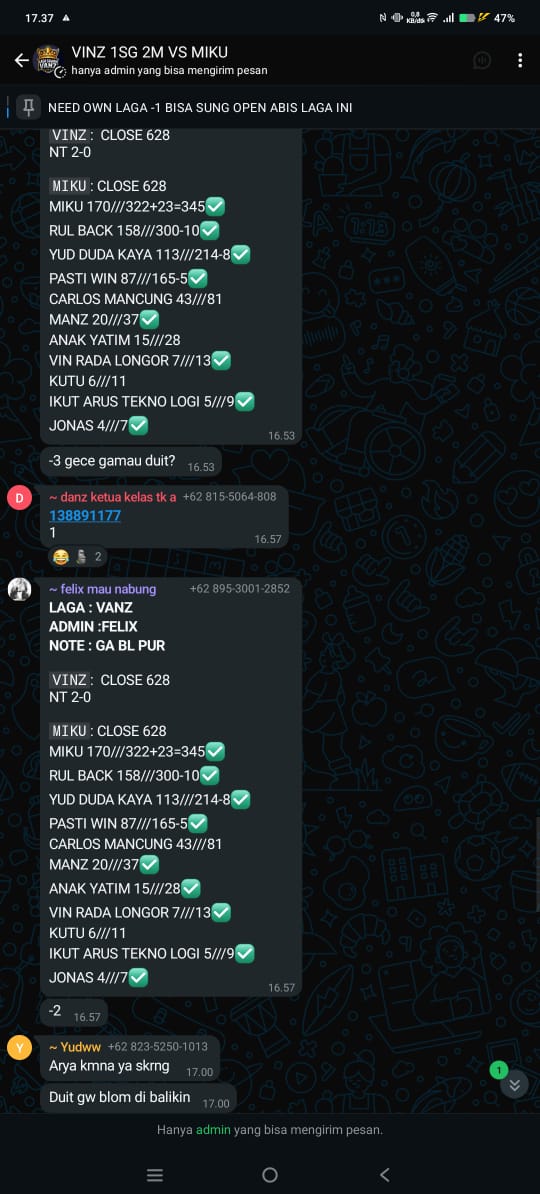 17.37
0,8
KB/ds
47%
VINZ 1SG 2M VS MIKU
hanya admin yang bisa mengirim pesan
NEED OWN LAGA -1 BISA SUNG OPEN ABIS LAGA INI
VINZ : CLOSE 628
NT 2-0
MIKU : CLOSE 628
MIKU 170///322+23=345✅
RUL BACK 158///300-10✅
YUD DUDA KAYA 113///214-8✅
PASTI WIN 87///165-5✅
CARLOS MANCUNG 43///81
MANZ 20///37✅
ANAK YATIM 15///28
VIN RADA LONGOR 7///13✅
KUTU 6///11
IKUT ARUS TEKNO LOGI 5///9✅
JONAS 4///7✅
16.53
-3 gece gamau duit? 16.53
D
~ danz ketua kelas tk a +62 815-5064-808
138891177
1
16.57
😂 2
~ felix mau nabung +62 895-3001-2852
LAGA : VANZ
ADMIN :FELIX
NOTE : GA BL PUR
VINZ : CLOSE 628
NT 2-0
MIKU : CLOSE 628
MIKU 170///322+23=345✅
RUL BACK 158///300-10✅
YUD DUDA KAYA 113///214-8✅
PASTI WIN 87///165-5✅
CARLOS MANCUNG 43///81
MANZ 20///37✅
ANAK YATIM 15///28✅
VIN RADA LONGOR 7///13✅
KUTU 6///11
IKUT ARUS TEKNO LOGI 5///9✅
JONAS 4///7✅
16.57
-2 16.57
Y
~ Yudww +62 823-5250-1013
Arya kmna ya skrng 17.00
Duit gw blom di balikin 17.00
1
Hanya admin yang bisa mengirim pesan.